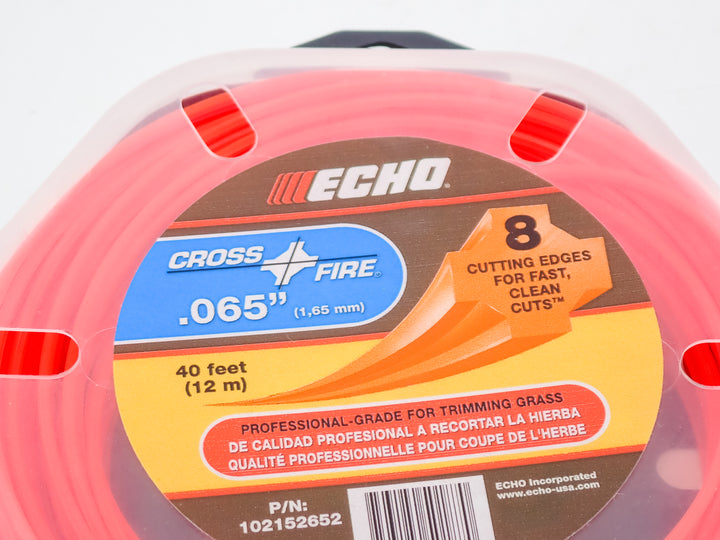 ECHO®
CROSS FIRE®
.065” (1,65 mm)
8
CUTTING EDGES
FOR FAST,
CLEAN
CUTS™
40 feet
(12 m)
PROFESSIONAL-GRADE FOR TRIMMING GRASS
DE CALIDAD PROFESIONAL A RECORTAR LA HIERBA
QUALITÉ PROFESSIONNELLE POUR COUPE DE L'HERBE
P/N:
102152652
ECHO Incorporated
www.echo-usa.com